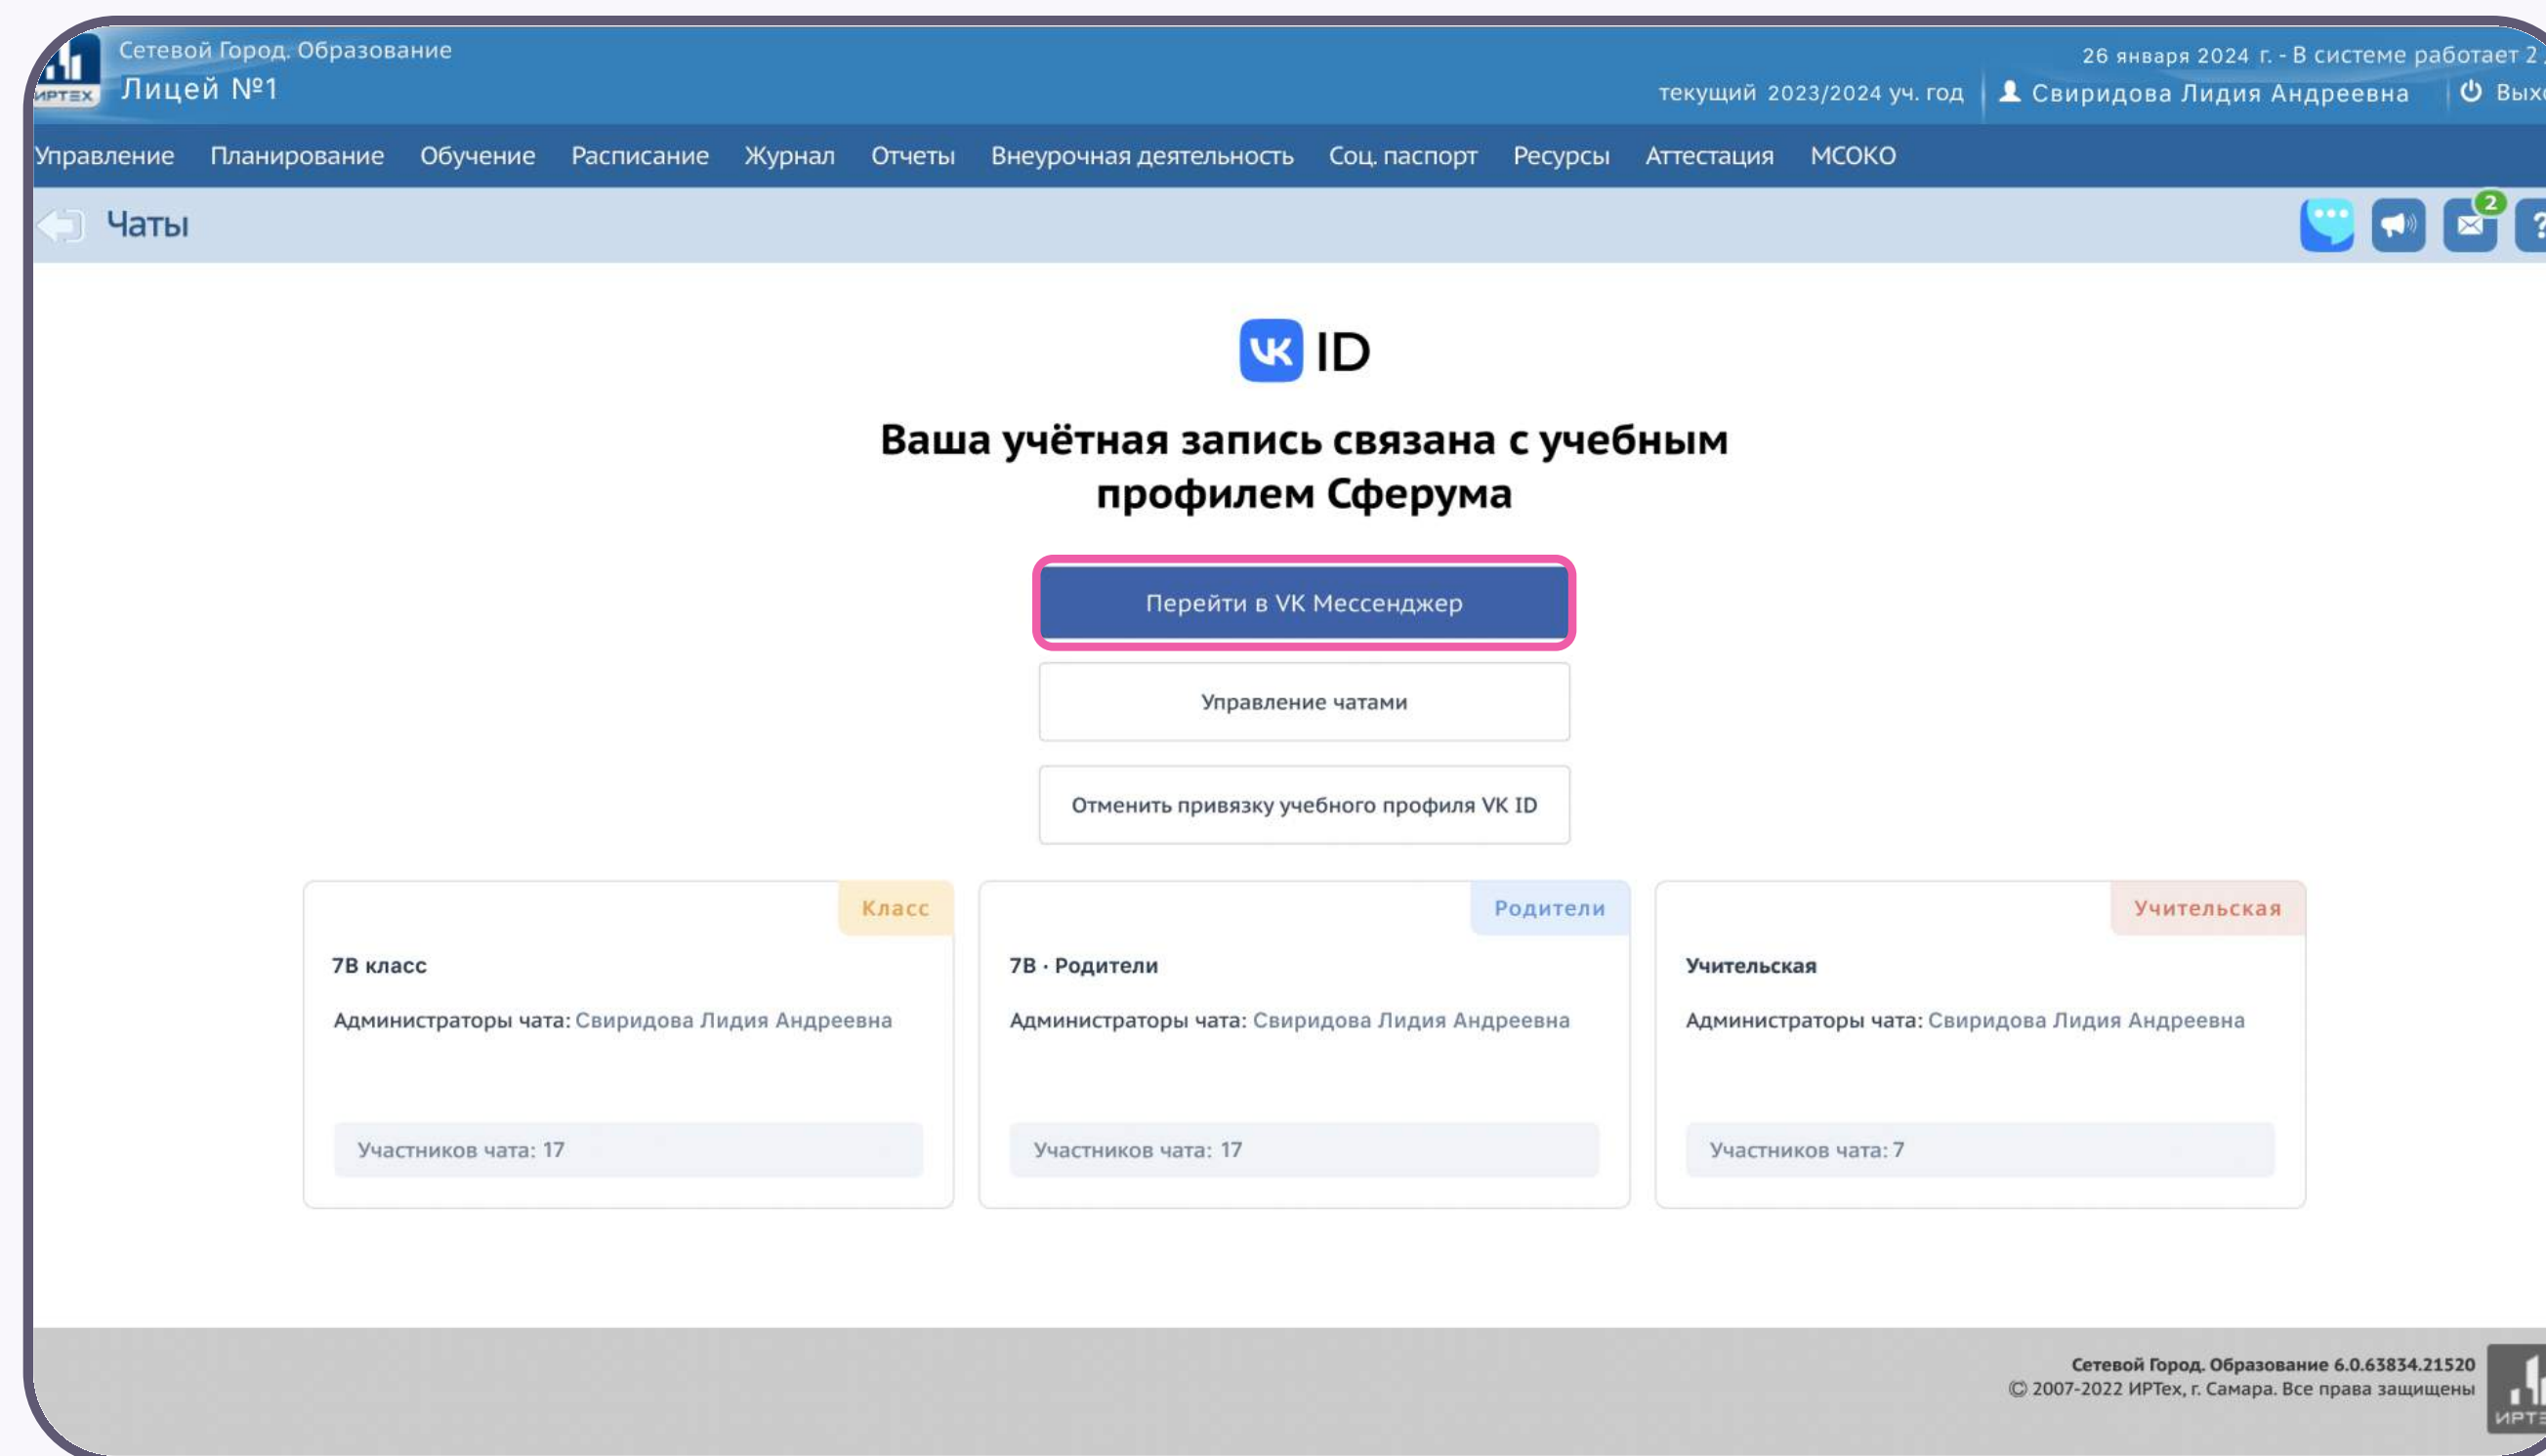 Сетевой Город. Образование
26 января 2024 г. - В системе работает 2
ИРТЕХ
Лицей №1
текущий 2023/2024 уч. год
Свиридова Лидия Андреевна
Управление Планирование Обучение Расписание Журнал Отчеты Внеурочная деятельность Соц. паспорт Ресурсы Аттестация МСОКО
Чаты
2
?
VK ID
Ваша учётная запись связана с учебным
профилем Сферума
Перейти в VK Мессенджер
Управление чатами
Отменить привязку учебного профиля VK ID
Класс
7В класс
Администраторы чата: Свиридова Лидия Андреевна
Участников чата: 17
Родители
7В · Родители
Администраторы чата: Свиридова Лидия Андреевна
Участников чата: 17
Учительская
Учительская
Администраторы чата: Свиридова Лидия Андреевна
Участников чата: 7
Сетевой Город. Образование 6.0.63834.21520
© 2007-2022 ИРТех, г. Самара. Все права защищены